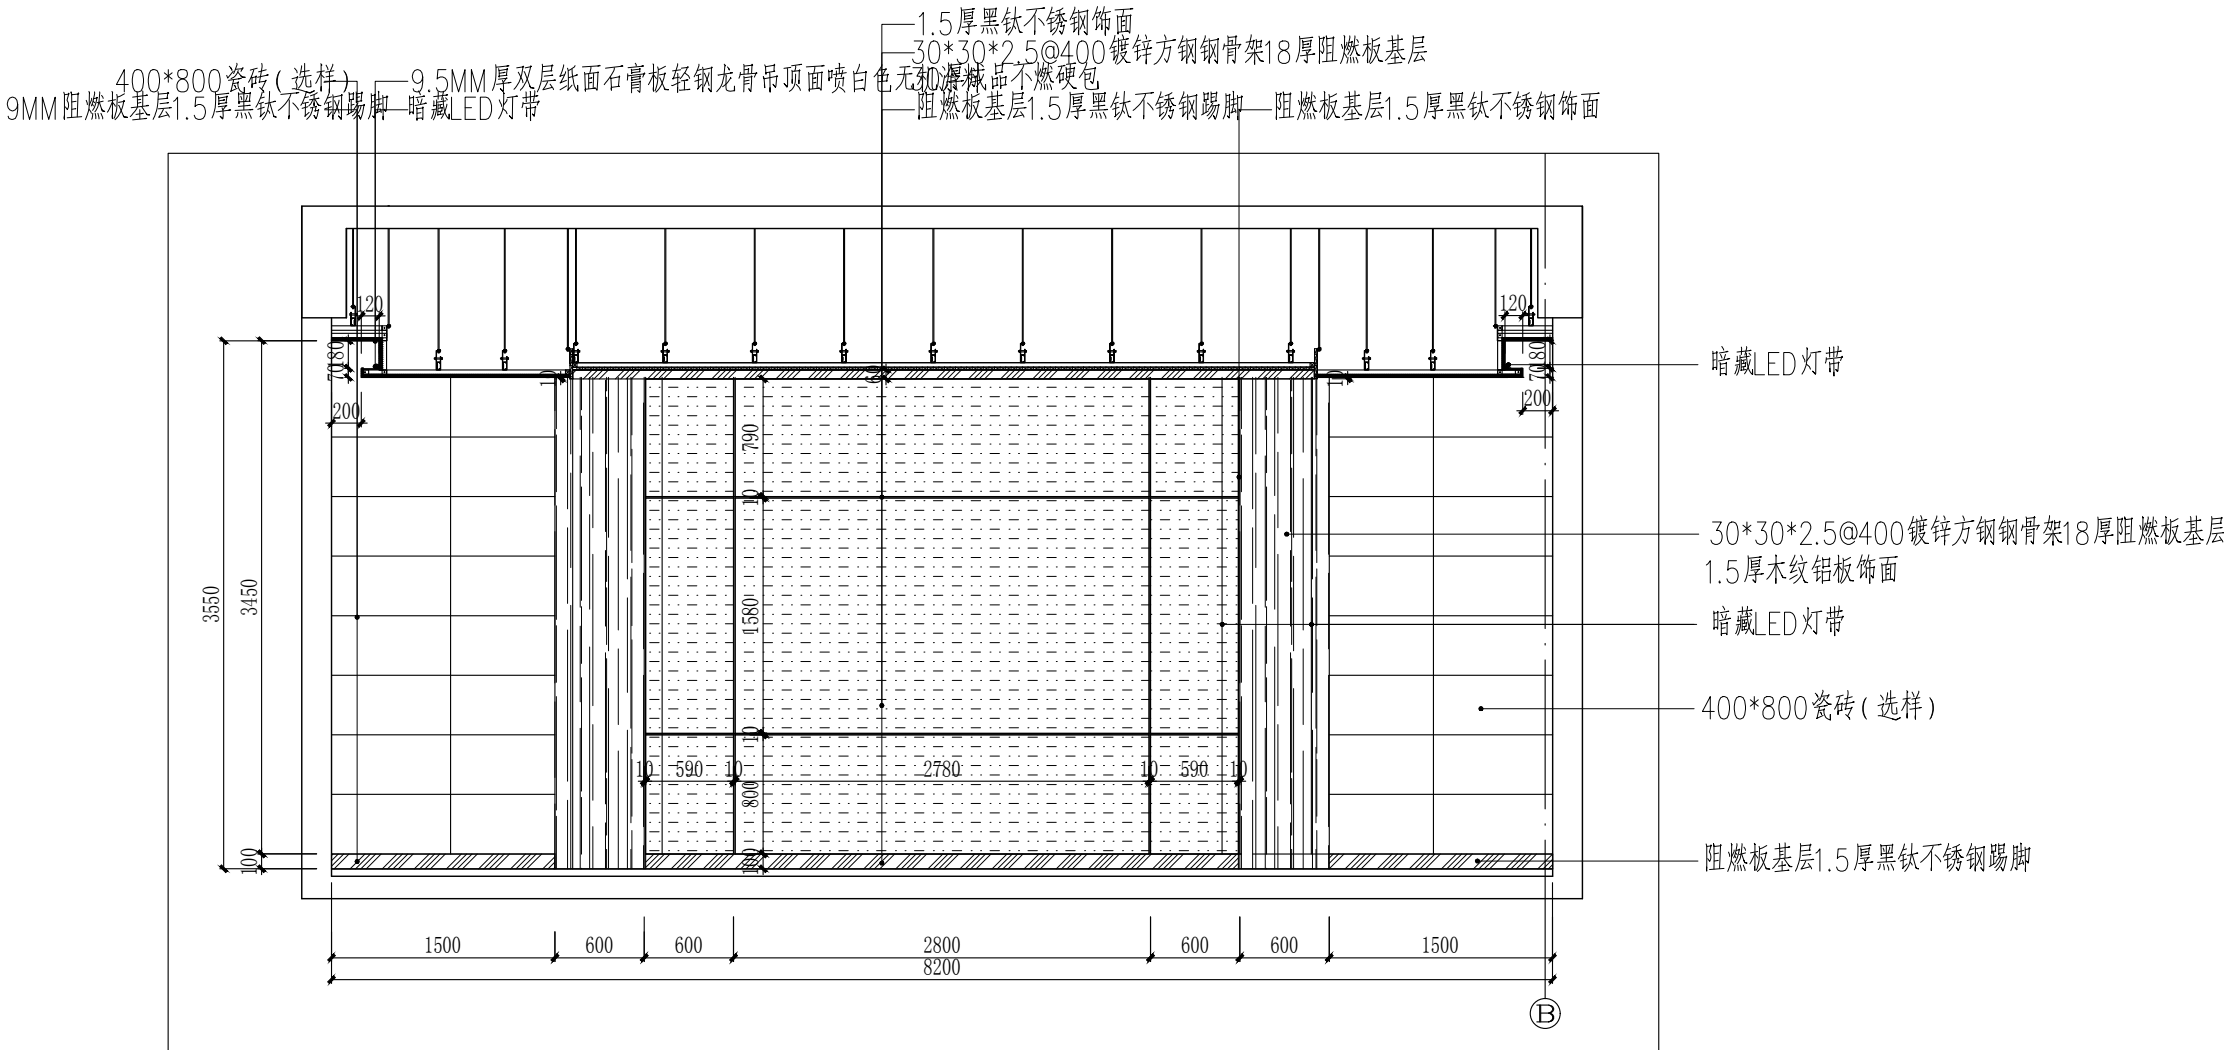 1.5厚黑钛不锈钢饰面
30*30*2.5@400镀锌方钢钢骨架18厚阻燃板基层
400*800瓷砖(选样)
9.5MM厚双层纸面石膏板轻钢龙骨吊顶面喷白色无机涂料
30厚成品不燃硬包
9MM阻燃板基层1.5厚黑钛不锈钢踢脚
暗藏LED灯带
阻燃板基层1.5厚黑钛不锈钢踢脚
阻燃板基层1.5厚黑钛不锈钢饰面
120
120
180
70
10
60
10
180
70
暗藏LED灯带
200
200
790
10
30*30*2.5@400镀锌方钢钢骨架18厚阻燃板基层
1.5厚木纹铝板饰面
3550
3450
1580
暗藏LED灯带
400*800瓷砖(选样)
10
10
590
10
2780
10
590
10
800
100
100
阻燃板基层1.5厚黑钛不锈钢踢脚
1500
600
600
2800
600
600
1500
8200
B